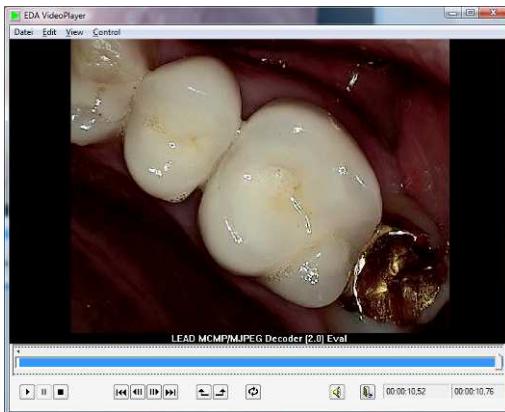 EDA VideoPlayer
Datei Edit View Control
LEAD MCMP/MJPEG Decoder (2.0) Eval
00:00:10,52 00:00:10,76